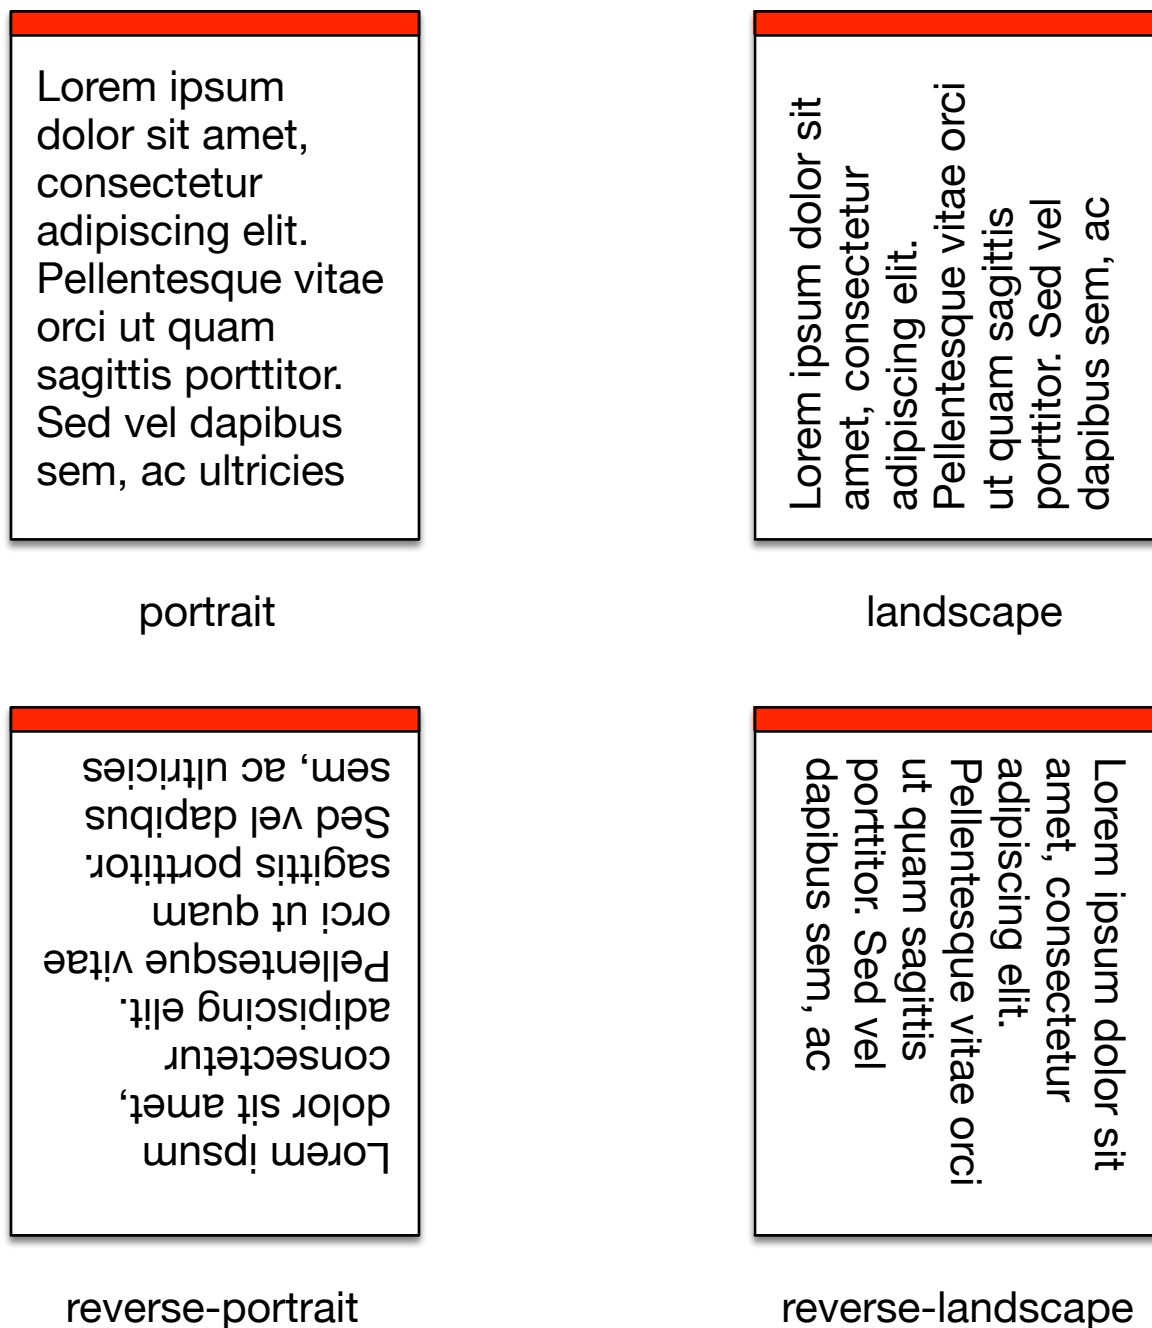 Lorem ipsum
dolor sit amet,
consectetur
adipiscing elit.
Pellentesque vitae
orci ut quam
sagittis porttitor.
Sed vel dapibus
sem, ac ultricies
portrait
Lorem ipsum dolor sit
amet, consectetur
adipiscing elit.
Pellentesque vitae orci
ut quam sagittis
porttitor. Sed vel
dapibus sem, ac
landscape
Lorem ipsum
dolor sit amet,
consectetur
adipiscing elit.
Pellentesque vitae
orci ut quam
sagittis porttitor.
Sed vel dapibus
sem, ac ultricies
reverse-portrait
Lorem ipsum dolor sit
amet, consectetur
adipiscing elit.
Pellentesque vitae orci
ut quam sagittis
porttitor. Sed vel
dapibus sem, ac
reverse-landscape